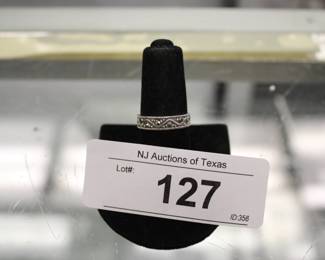 NJ Auctions of Texas
Lot#:
127
ID:356